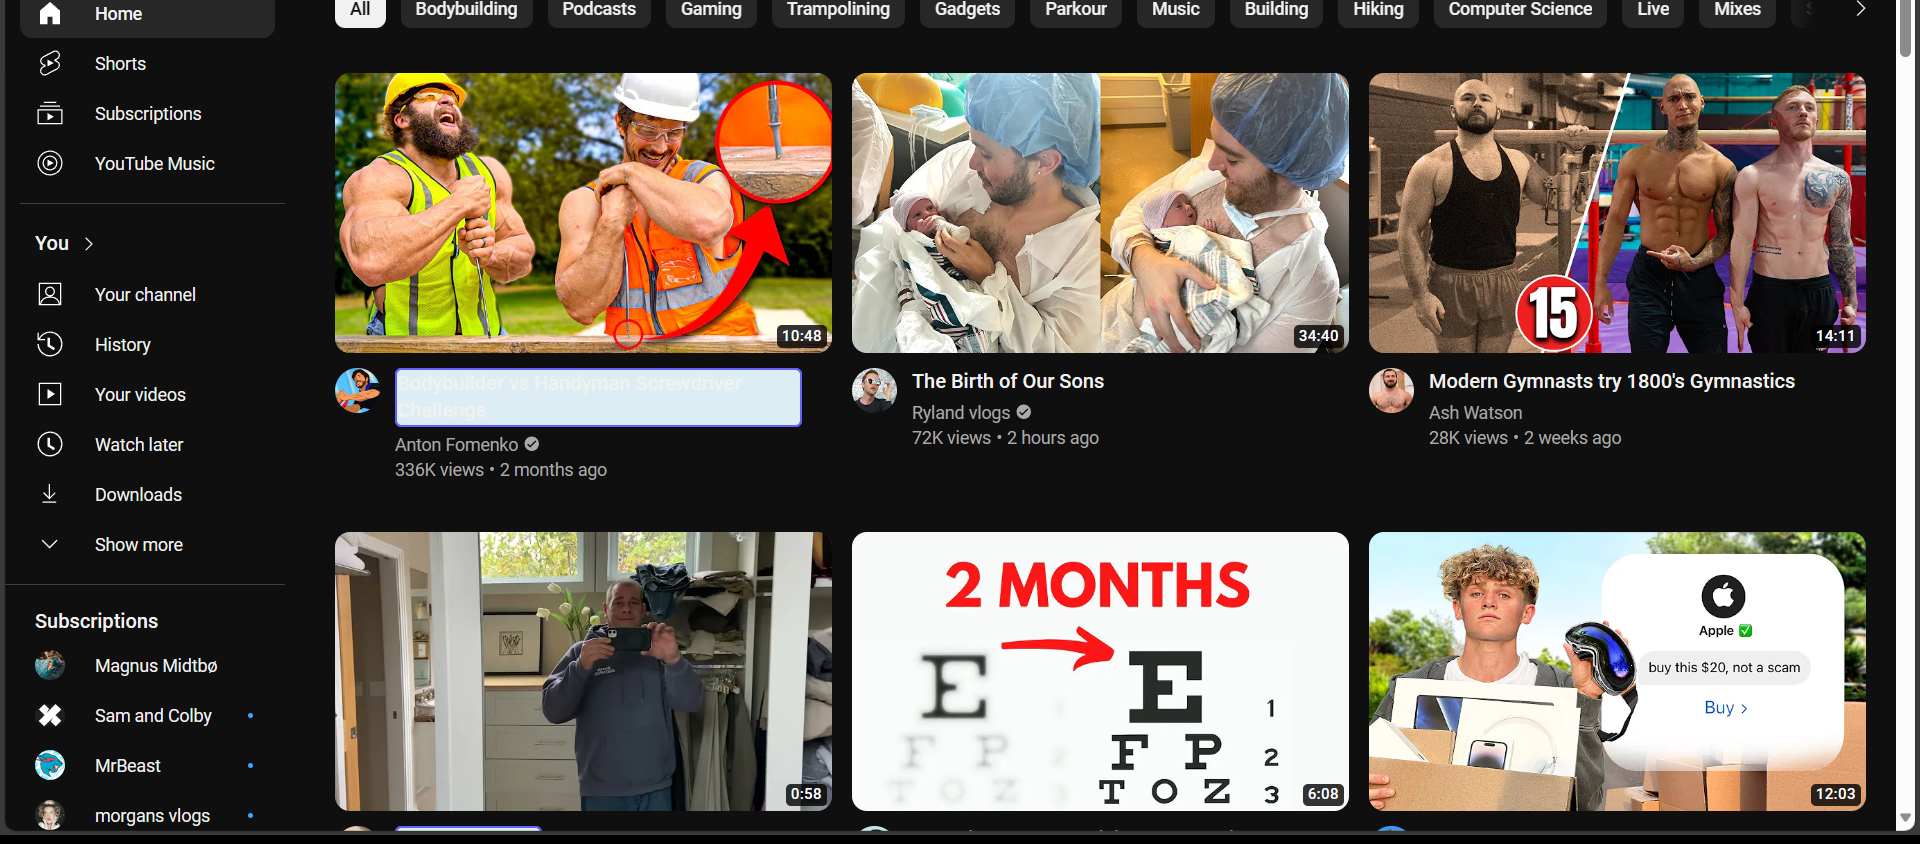 Home
All
Bodybuilding
Podcasts
Gaming
Trampolining
Gadgets
Parkour
Music
Building
Hiking
Computer Science
Live
Mixes
Shorts
Subscriptions
YouTube Music
You
Your channel
History
Your videos
Watch later
Downloads
Show more
Subscriptions
Magnus Midtbø
Sam and Colby
MrBeast
morgans vlogs
10:48
Bodybuilder vs Handyman Screwdriver
Challenge
Anton Fomenko
336K views • 2 months ago
34:40
The Birth of Our Sons
Ryland vlogs
72K views • 2 hours ago
15
14:11
Modern Gymnasts try 1800's Gymnastics
Ash Watson
28K views • 2 weeks ago
0:58
2 MONTHS
E E 1
F P 2 F P 2
T O Z 3 T O Z 3
6:08
Apple ✅
buy this $20, not a scam
Buy >
12:03